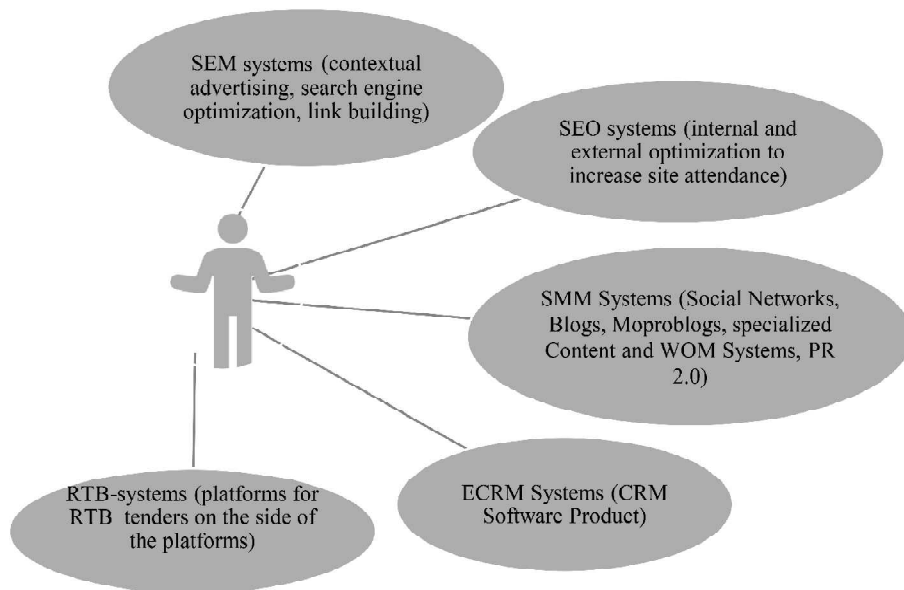 SEM systems (contextual
advertising, search engine
optimization, link building)
SEO systems (internal and
external optimization to
increase site attendance)
SMM Systems (Social Networks,
Blogs, Moproblogs, specialized
Content and WOM Systems, PR
2.0)
ECRM Systems (CRM
Software Product)
RTB-systems (platforms for
RTB tenders on the side of
the platforms)